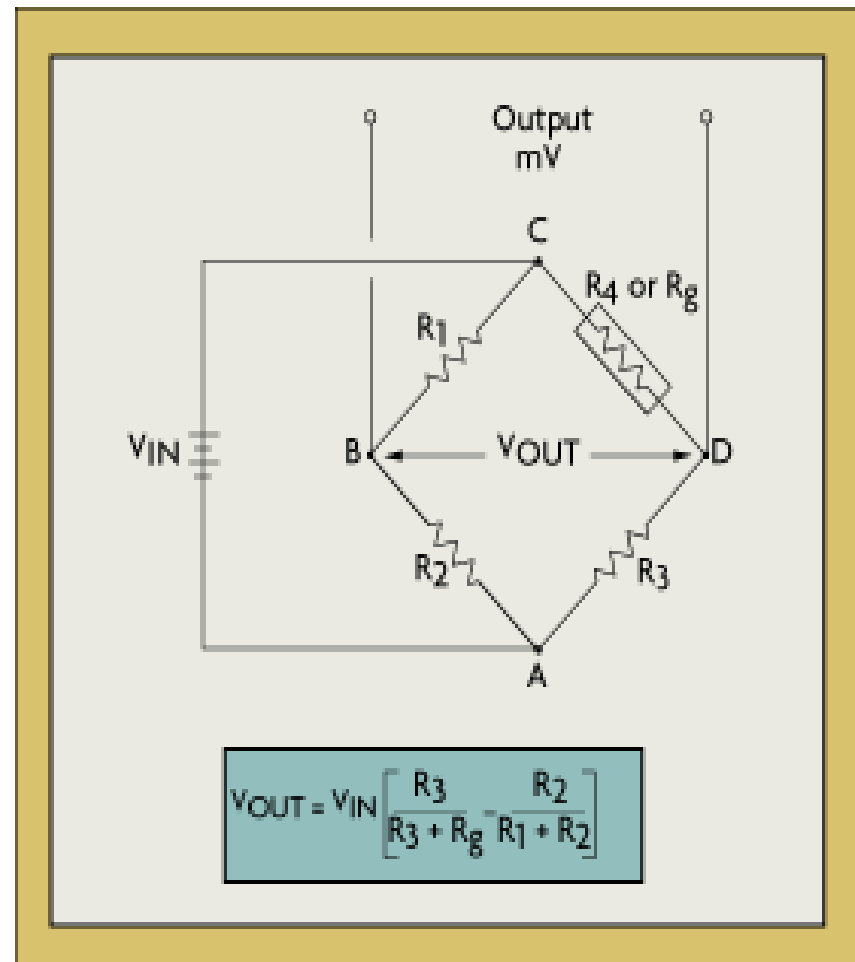 Output
mV
C
R4 or Rg
R1
VIN
B
VOUT
D
R2
R3
A
VOUT = VIN [ R3 / R3 + Rg - R2 / R1 + R2 ]